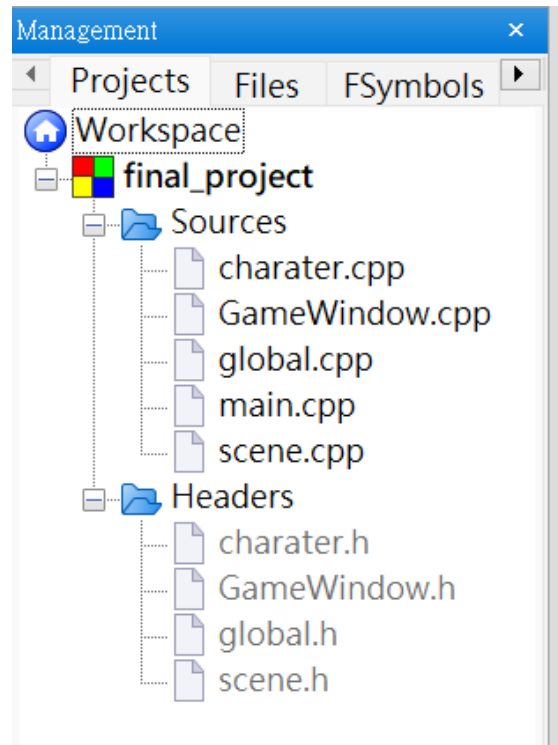 Management
Projects Files FSymbols
Workspace
final_project
Sources
charater.cpp
GameWindow.cpp
global.cpp
main.cpp
scene.cpp
Headers
charater.h
GameWindow.h
global.h
scene.h